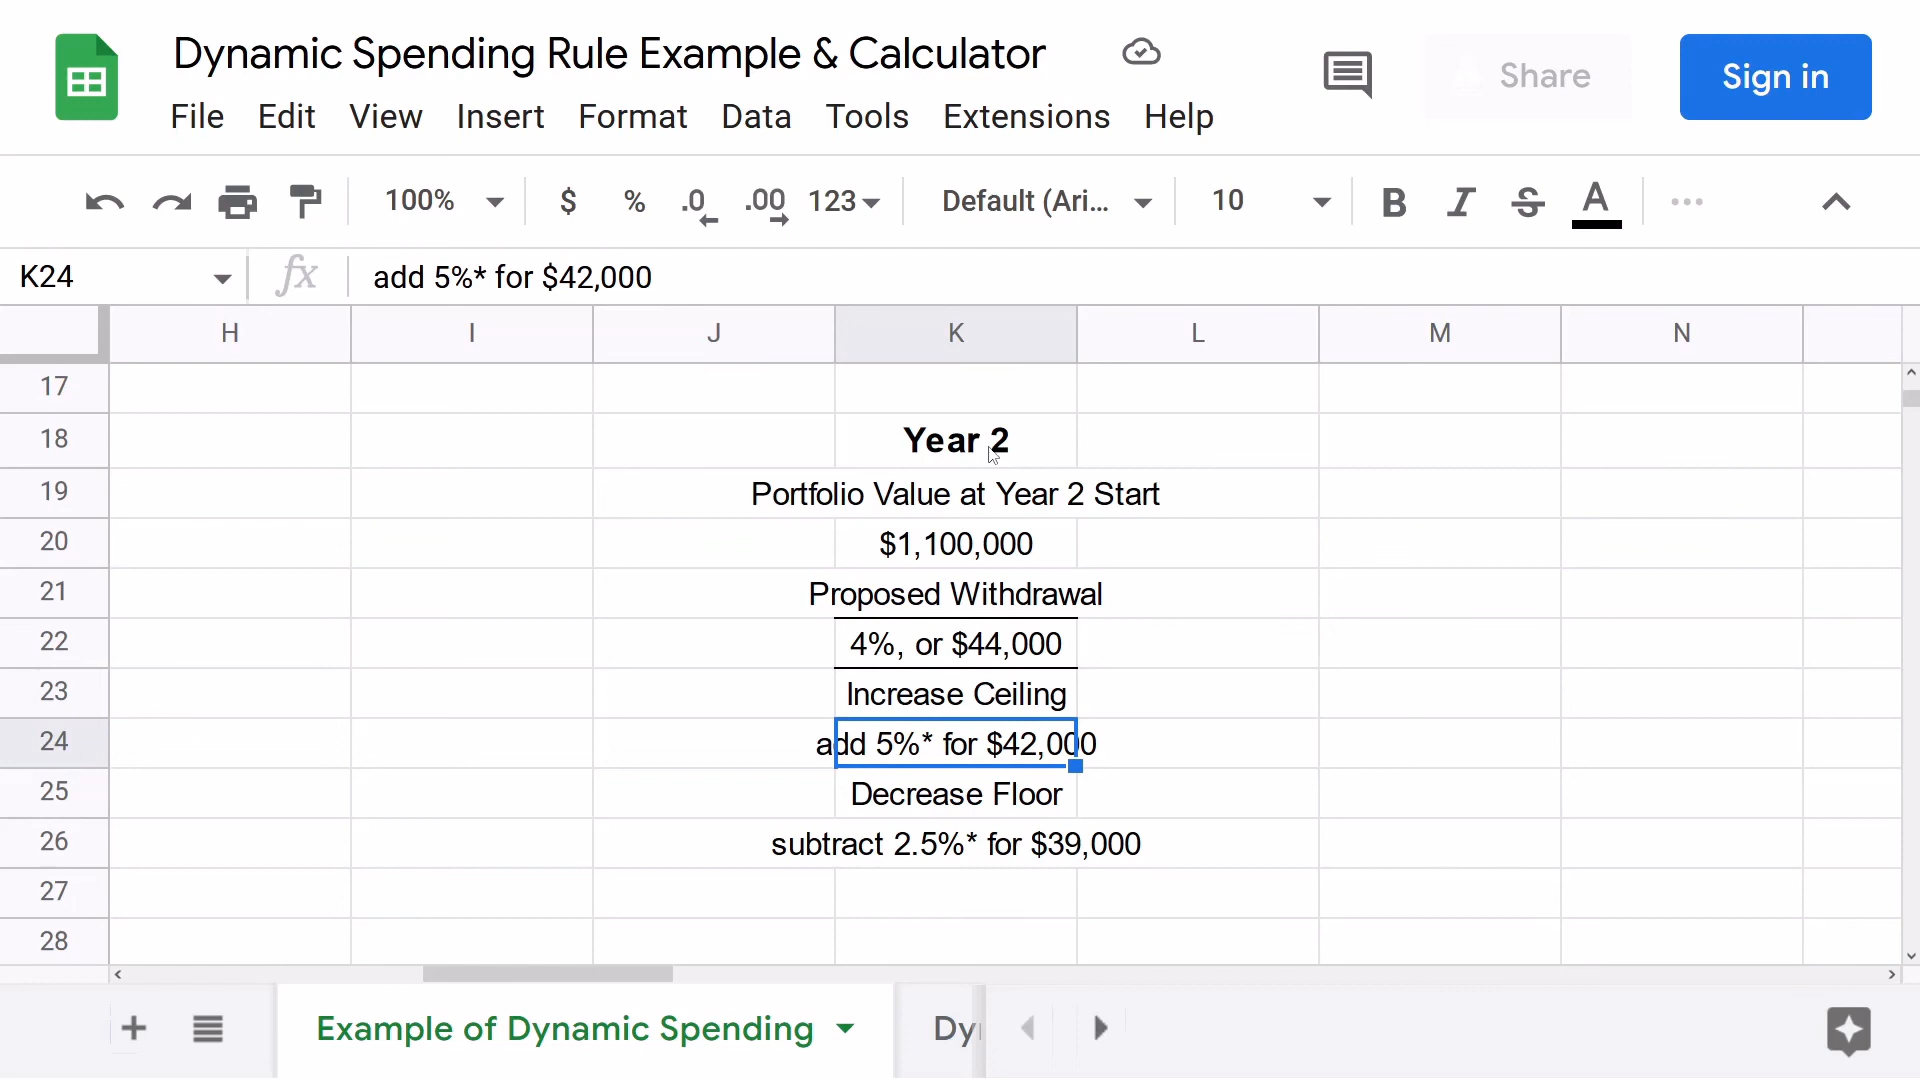 Dynamic Spending Rule Example & Calculator
File Edit View Insert Format Data Tools Extensions Help
Share
Sign in
100% $ % .0 .00 123 Default (Ari... 10 B I S A
K24 fx add 5%* for $42,000
H I J K L M N
17
18 Year 2
19 Portfolio Value at Year 2 Start
20 $1,100,000
21 Proposed Withdrawal
22 4%, or $44,000
23 Increase Ceiling
24 add 5%* for $42,000
25 Decrease Floor
26 subtract 2.5%* for $39,000
27
28
Example of Dynamic Spending